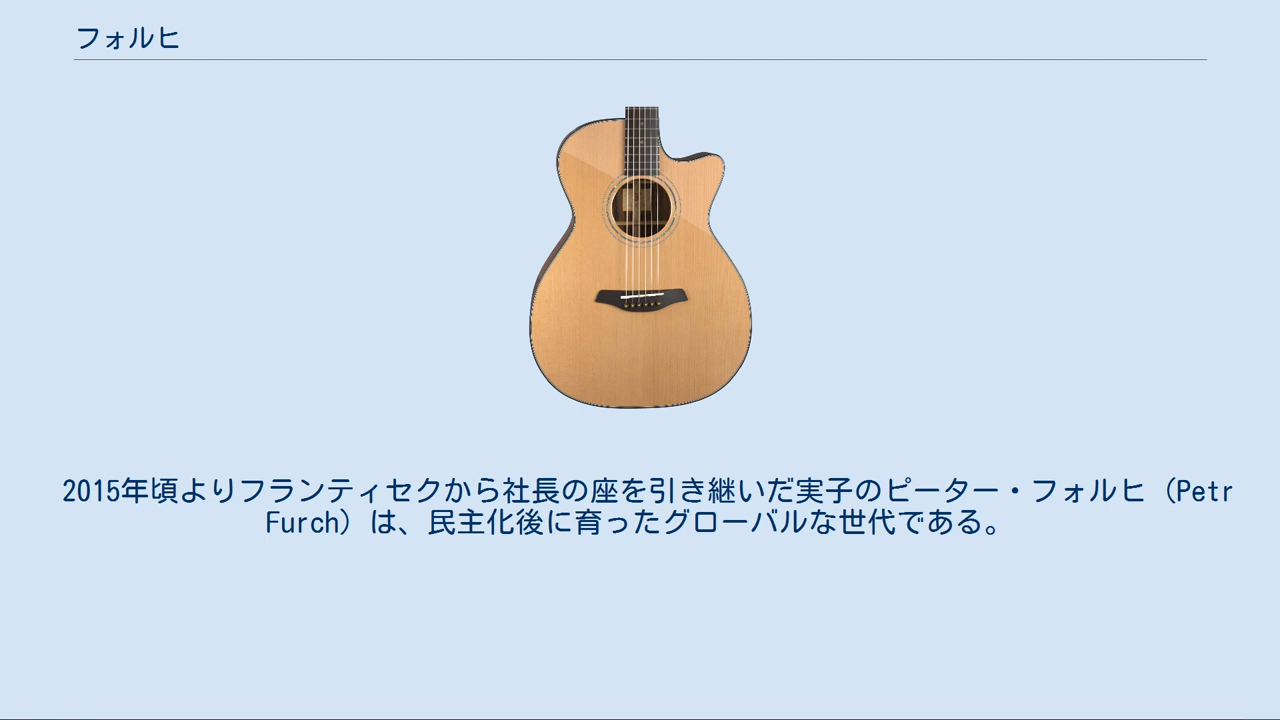 フォルヒ
2015年頃よりフランティセクから社長の座を引き継いだ実子のピーター・フォルヒ（Petr
Furch）は、民主化後に育ったグローバルな世代である。